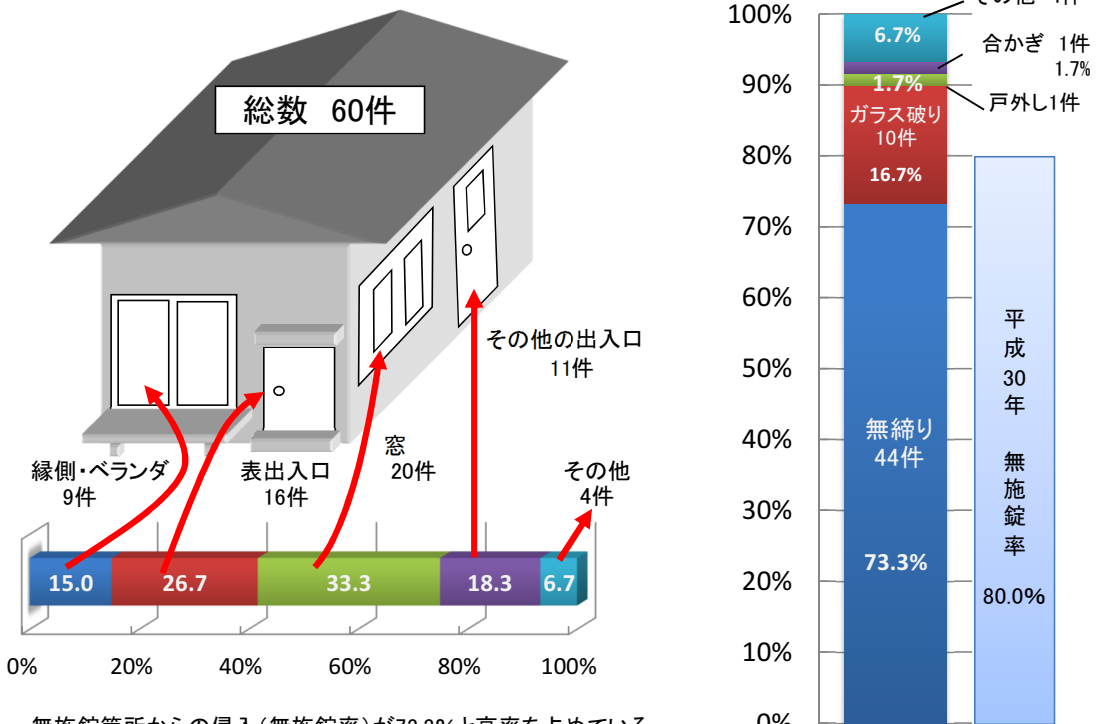 総数 60件
その他の出入口
11件
縁側・ベランダ
9件
表出入口
16件
窓
20件
その他
4件
15.0
26.7
33.3
18.3
6.7
0%
20%
40%
60%
80%
100%
100%
90%
80%
70%
60%
50%
40%
30%
20%
10%
6.7%
合かぎ 1件
1.7%
1.7%
戸外し1件
ガラス破り
10件
16.7%
無締り
44件
73.3%
平成30年 無施錠率
80.0%